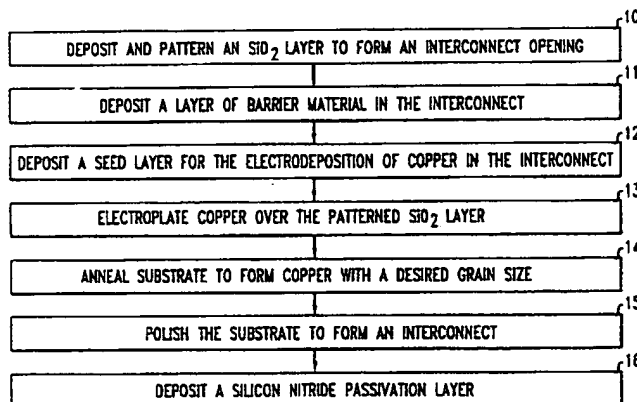 10
DEPOSIT AND PATTERN AN SIO2 LAYER TO FORM AN INTERCONNECT OPENING
11
DEPOSIT A LAYER OF BARRIER MATERIAL IN THE INTERCONNECT
12
DEPOSIT A SEED LAYER FOR THE ELECTRODEPOSITION OF COPPER IN THE INTERCONNECT
13
ELECTROPLATE COPPER OVER THE PATTERNED SIO2 LAYER
14
ANNEAL SUBSTRATE TO FORM COPPER WITH A DESIRED GRAIN SIZE
15
POLISH THE SUBSTRATE TO FORM AN INTERCONNECT
16
DEPOSIT A SILICON NITRIDE PASSIVATION LAYER